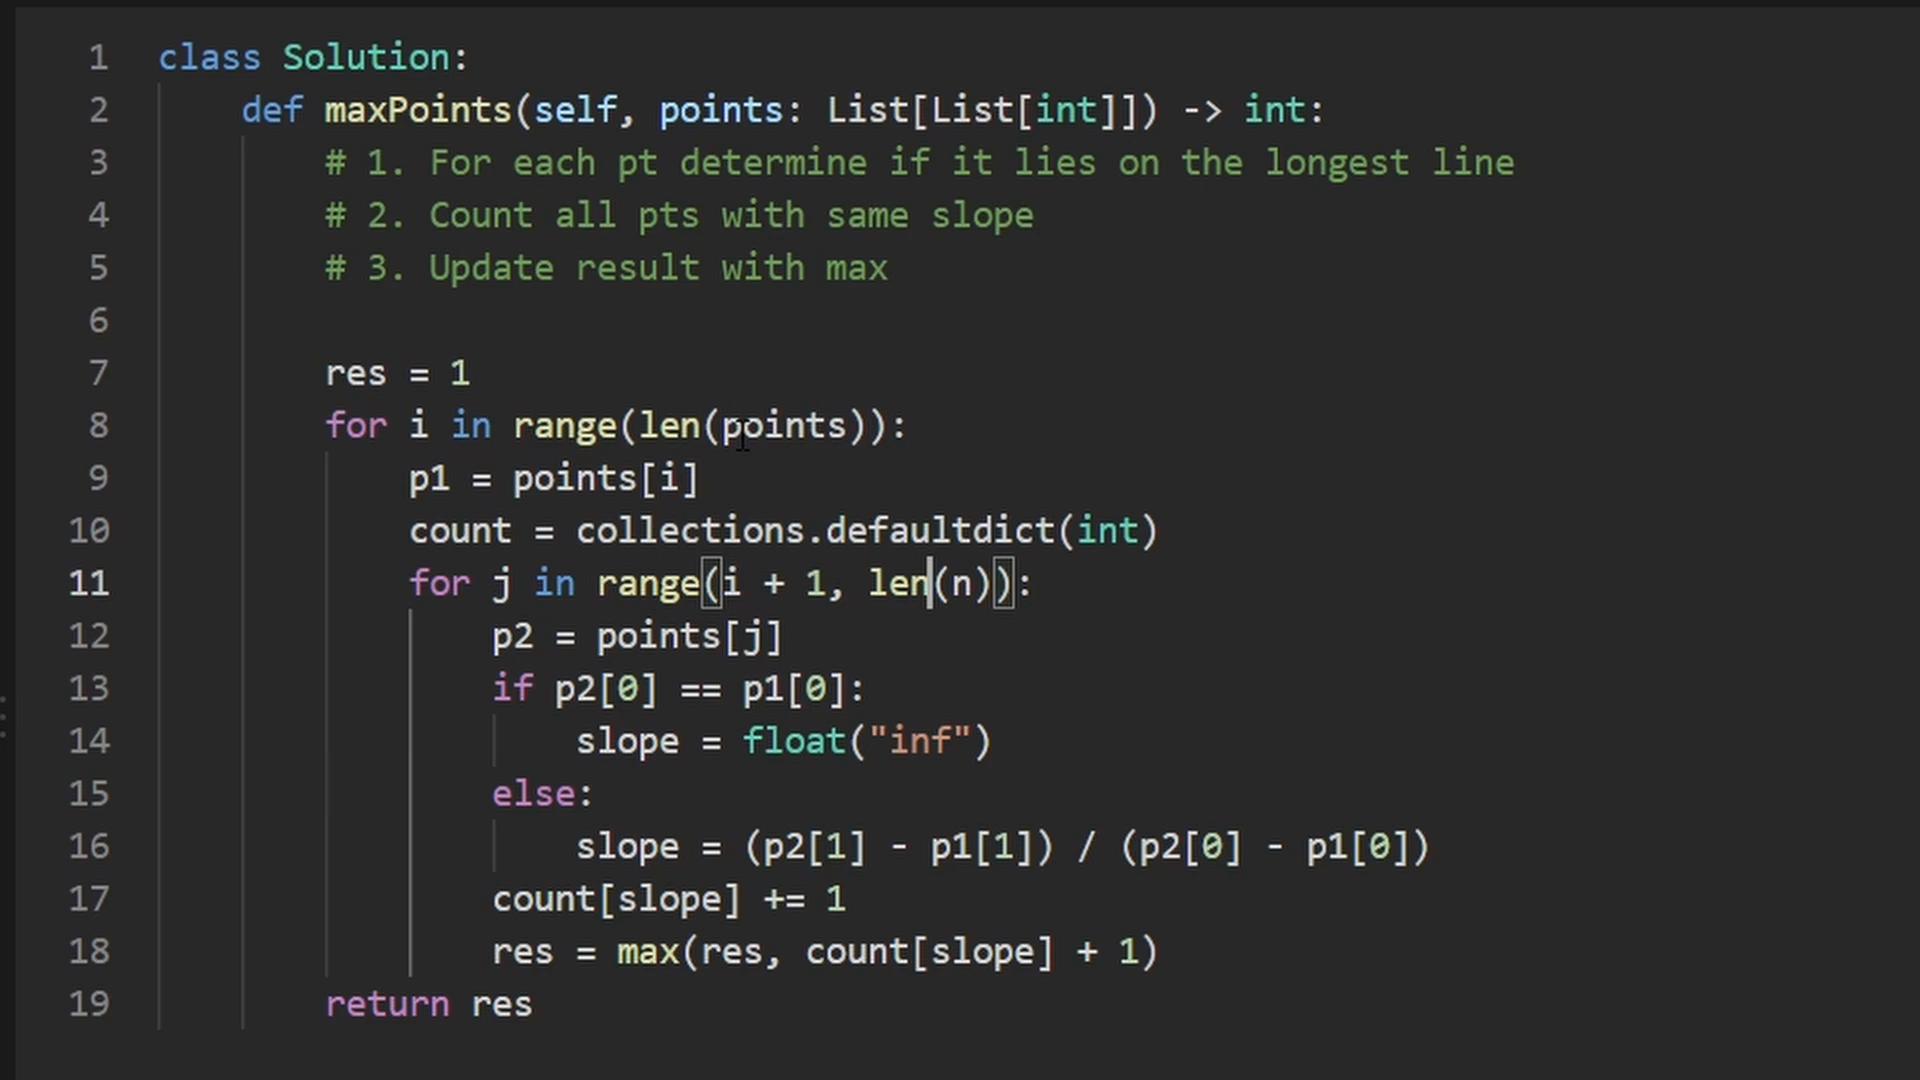 1 class Solution:
2 def maxPoints(self, points: List[List[int]]) -> int:
3 # 1. For each pt determine if it lies on the longest line
4 # 2. Count all pts with same slope
5 # 3. Update result with max
6
7 res = 1
8 for i in range(len(points)):
9 p1 = points[i]
10 count = collections.defaultdict(int)
11 for j in range(i + 1, len(n)):
12 p2 = points[j]
13 if p2[0] == p1[0]:
14 slope = float("inf")
15 else:
16 slope = (p2[1] - p1[1]) / (p2[0] - p1[0])
17 count[slope] += 1
18 res = max(res, count[slope] + 1)
19 return res